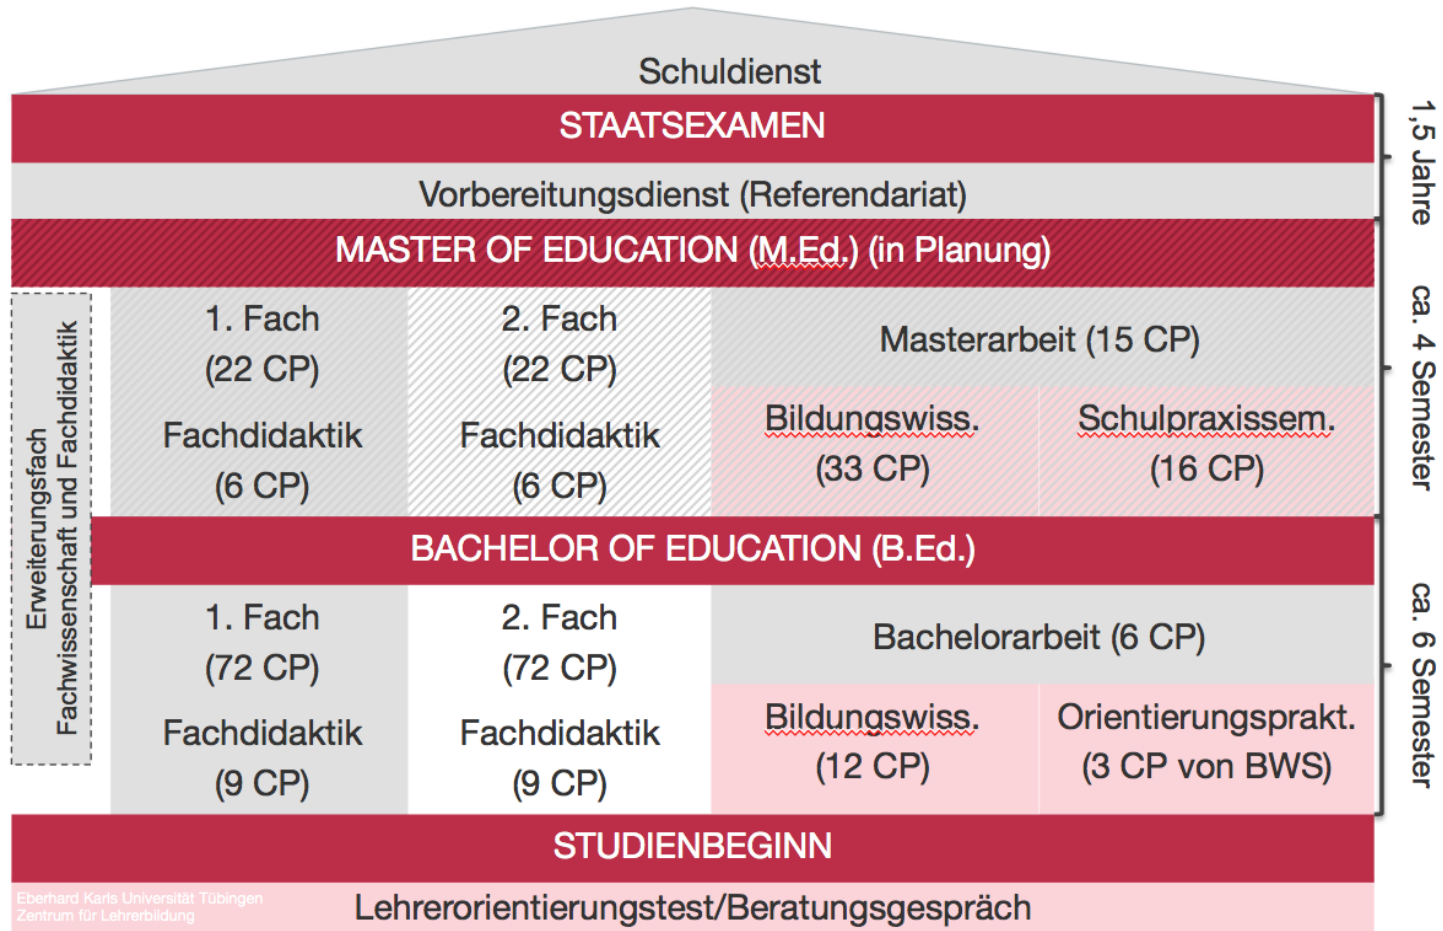 Schuldienst
STAATSEXAMEN
1,5 Jahre
Vorbereitungsdienst (Referendariat)
MASTER OF EDUCATION (M.Ed.) (in Planung)
Erweiterungsfach
Fachwissenschaft und Fachdidaktik
1. Fach
(22 CP)
Fachdidaktik
(6 CP)
2. Fach
(22 CP)
Fachdidaktik
(6 CP)
Masterarbeit (15 CP)
Bildungswiss.
(33 CP)
Schulpraxissem.
(16 CP)
ca. 4 Semester
BACHELOR OF EDUCATION (B.Ed.)
1. Fach
(72 CP)
Fachdidaktik
(9 CP)
2. Fach
(72 CP)
Fachdidaktik
(9 CP)
Bachelorarbeit (6 CP)
Bildungswiss.
(12 CP)
Orientierungsprakt.
(3 CP von BWS)
ca. 6 Semester
STUDIENBEGINN
Eberhard Karls Universität Tübingen
Zentrum für Lehrerbildung
Lehrerorientierungstest/Beratungsgespräch